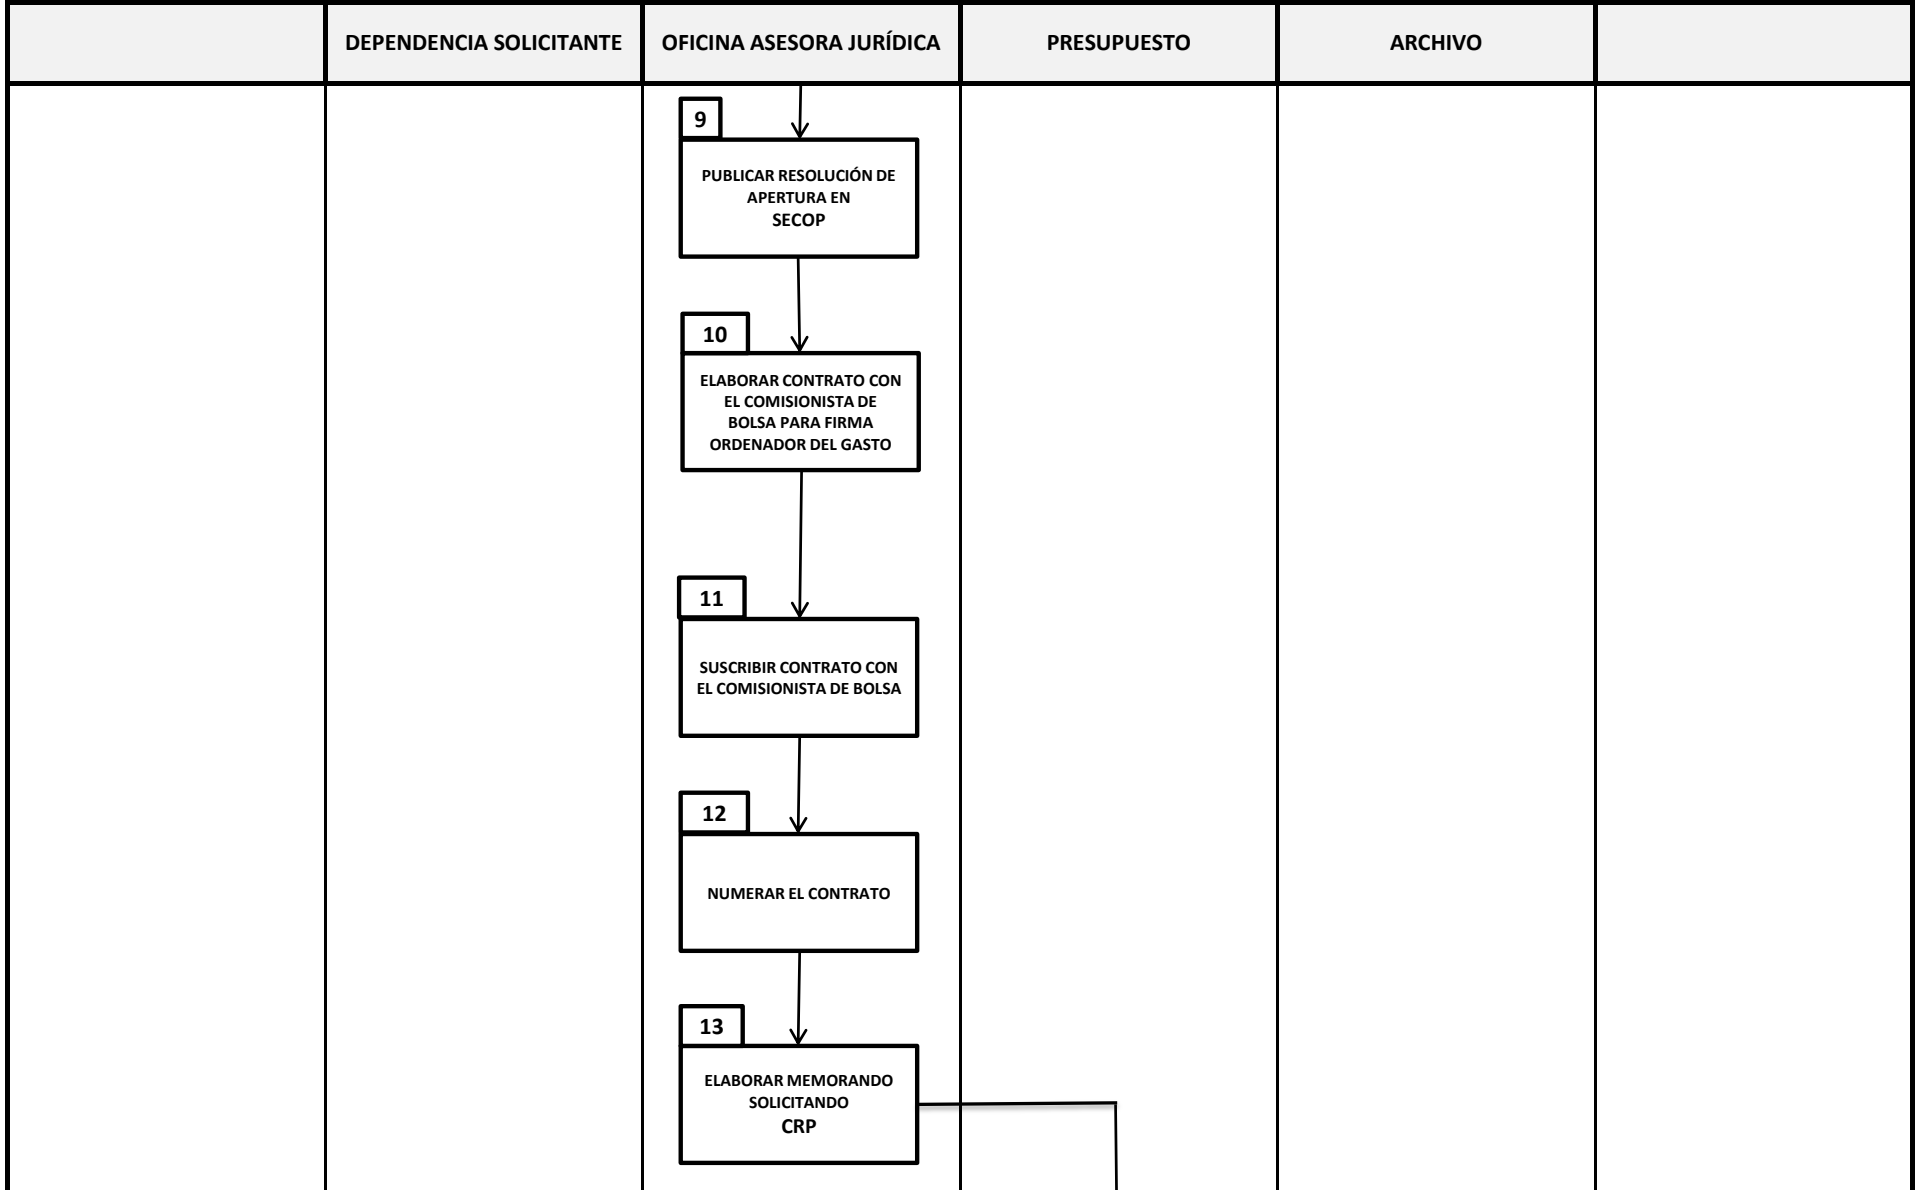 DEPENDENCIA SOLICITANTE
OFICINA ASESORA JURÍDICA
PRESUPUESTO
ARCHIVO
9
PUBLICAR RESOLUCIÓN DE
APERTURA EN
SECOP
10
ELABORAR CONTRATO CON
EL COMISIONISTA DE
BOLSA PARA FIRMA
ORDENADOR DEL GASTO
11
SUSCRIBIR CONTRATO CON
EL COMISIONISTA DE BOLSA
12
NUMERAR EL CONTRATO
13
ELABORAR MEMORANDO
SOLICITANDO
CRP